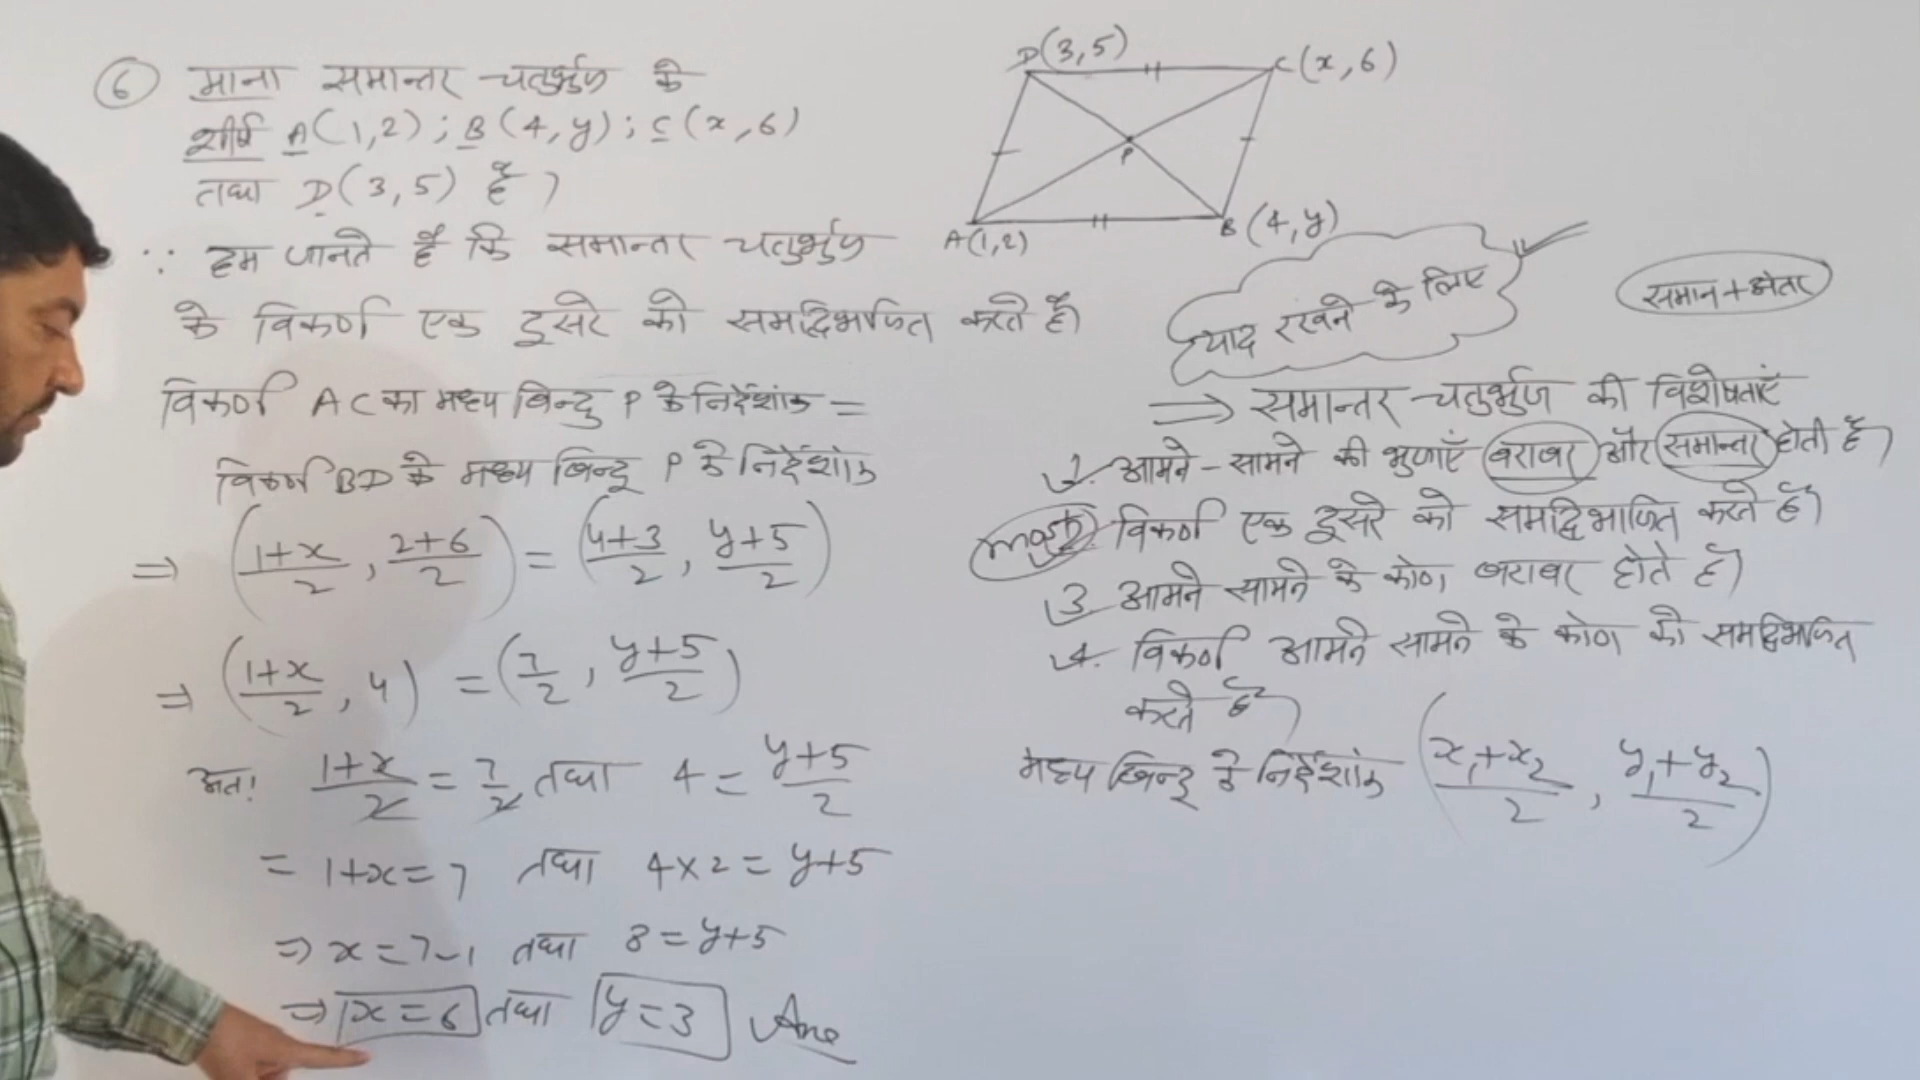 ⑥ माना समान्तर चतुर्भुज के
शीर्ष A(1,2) ; B(4,y) ; C(x,6)
तथा D(3,5) है।
∵ हम जानते हैं कि समान्तर चतुर्भुज
के विकर्ण एक दूसरे को समद्विभाजित करते हैं।
विकर्ण AC का मध्य बिन्दु P के निर्देशांक =
विकर्ण BD के मध्य बिन्दु P के निर्देशांक
⇒ (1+x/2, 2+6/2) = (4+3/2, y+5/2)
⇒ (1+x/2, 4) = (7/2, y+5/2)
अतः 1+x/2 = 7/2 तथा 4 = y+5/2
= 1+x=7 तथा 4×2 = y+5
⇒ x=7-1 तथा 8=y+5
⇒ x=6 तथा y=3 Ans
D(3,5)
C(x,6)
P
A(1,2)
B(4,y)
याद रखने के लिए
समान+अंतर
⇒ समान्तर चतुर्भुज की विशेषताएँ
1. आमने-सामने की भुजाएँ बराबर और समान्तर होती हैं।
most 2. विकर्ण एक दूसरे को समद्विभाजित करते हैं।
3. आमने सामने के कोण बराबर होते हैं।
4. विकर्ण आमने सामने के कोण को समद्विभाजित
करते हैं।
मध्य बिन्दु के निर्देशांक (x₁+x₂/2, y₁+y₂/2)